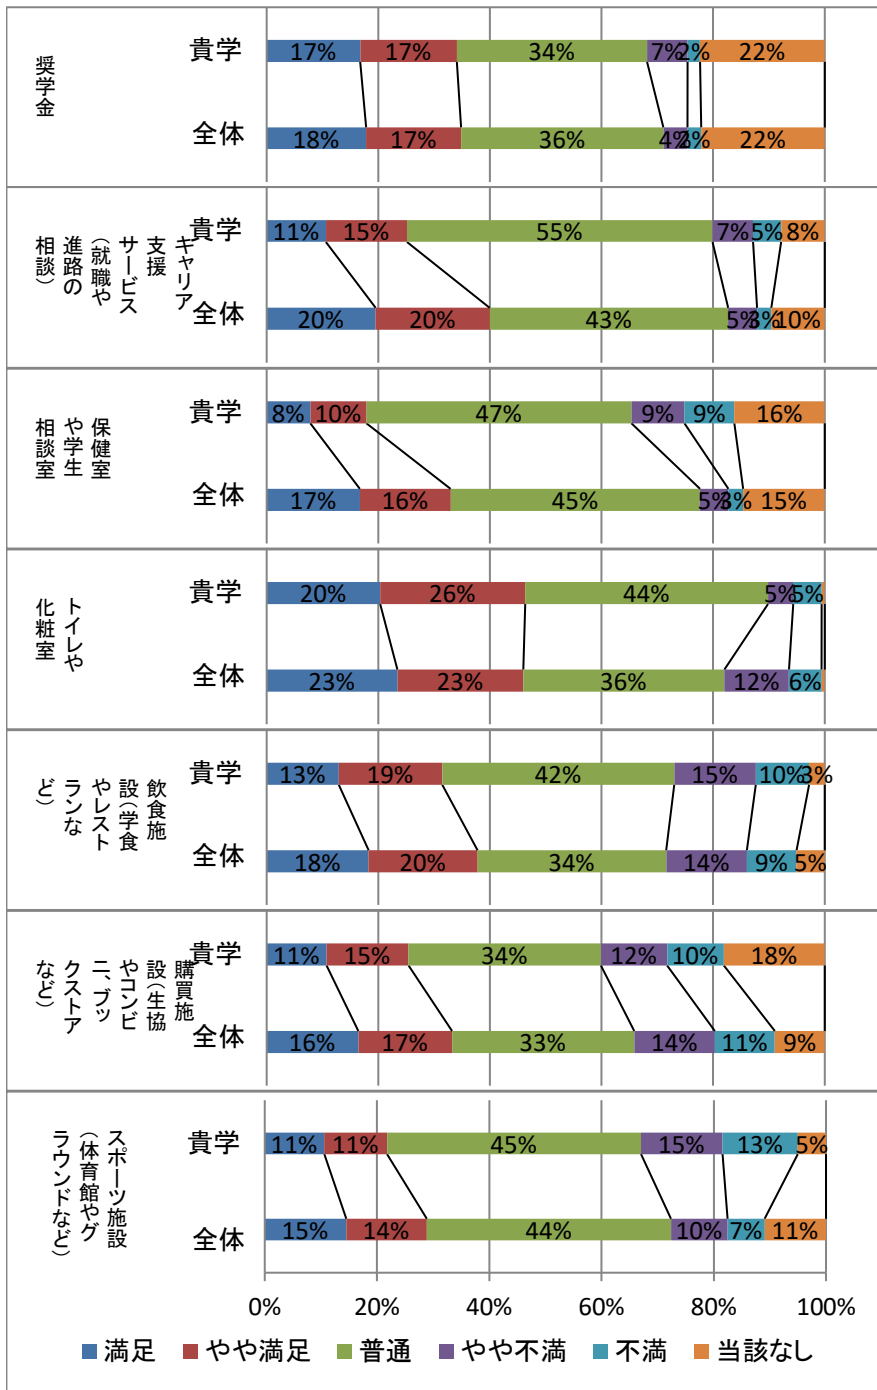 奨学金
貴学
17% 17% 34% 7% 2% 22%
全体
18% 17% 36% 4% 2% 22%
キャリア
支援
サービス
(就職や
進路の
相談)
貴学
11% 15% 55% 7% 5% 8%
全体
20% 20% 43% 5% 3% 10%
保健室
や学生
相談室
貴学
8% 10% 47% 9% 9% 16%
全体
17% 16% 45% 5% 3% 15%
トイレや
化粧室
貴学
20% 26% 44% 5% 5%
全体
23% 23% 36% 12% 6%
飲食施
設(学食
やレスト
ランな
ど)
貴学
13% 19% 42% 15% 10% 3%
全体
18% 20% 34% 14% 9% 5%
購買施
設(生協
やコンビ
ニ、ブッ
クストア
など)
貴学
11% 15% 34% 12% 10% 18%
全体
16% 17% 33% 14% 11% 9%
スポーツ施設
(体育館やグ
ラウンドなど)
貴学
11% 11% 45% 15% 13% 5%
全体
15% 14% 44% 10% 7% 11%
0% 20% 40% 60% 80% 100%
満足 やや満足 普通 やや不満 不満 当該なし